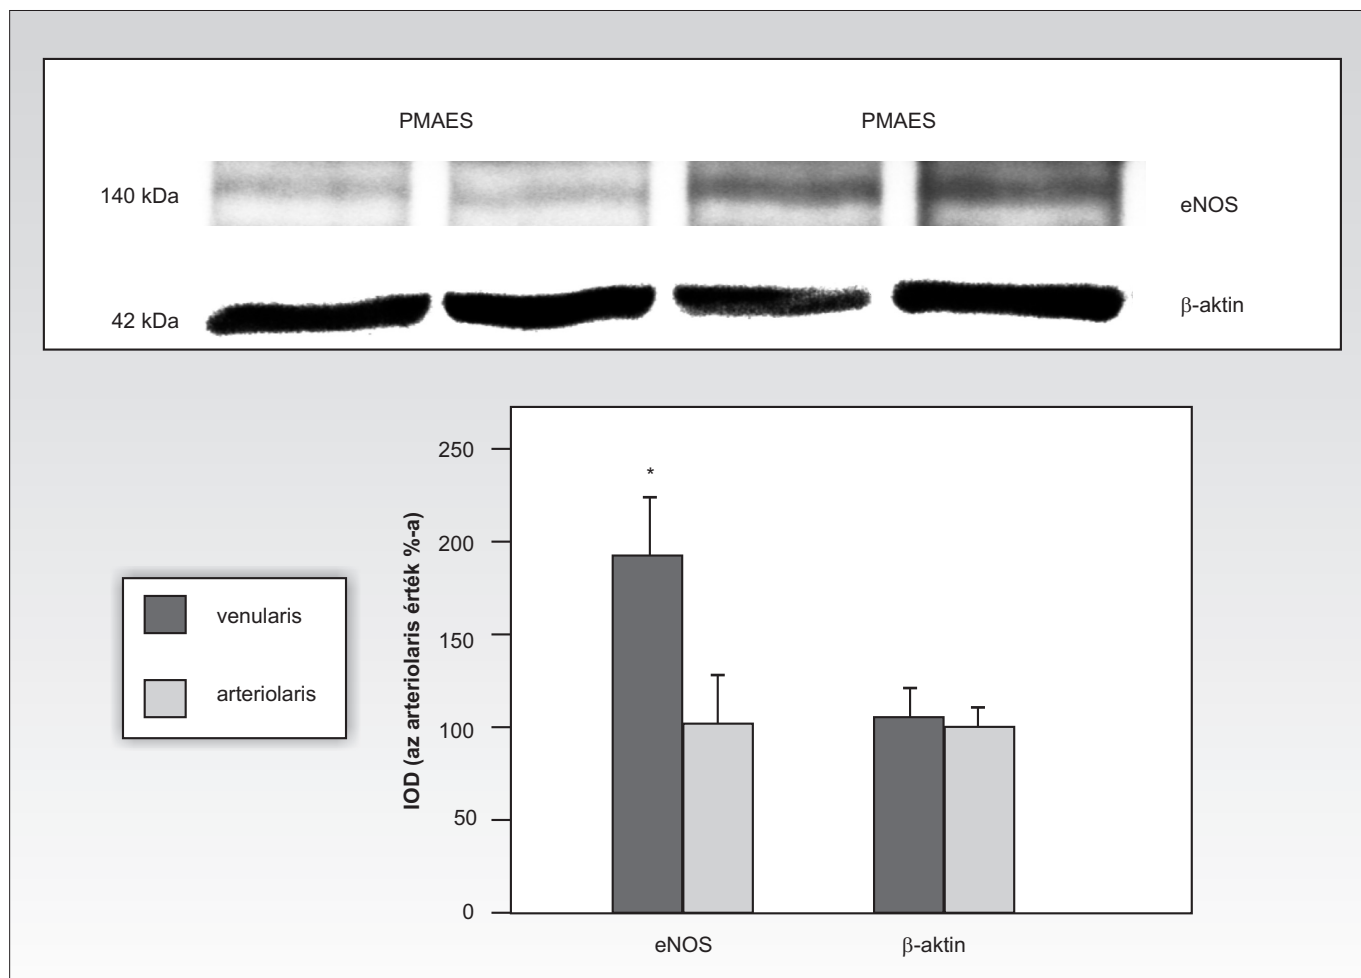 PMAES PMAES
140 kDa
eNOS
42 kDa
β-aktin
250
*
200
150
100
50
0
IOD (az arteriolaris érték %-a)
venularis
arteriolaris
eNOS β-aktin